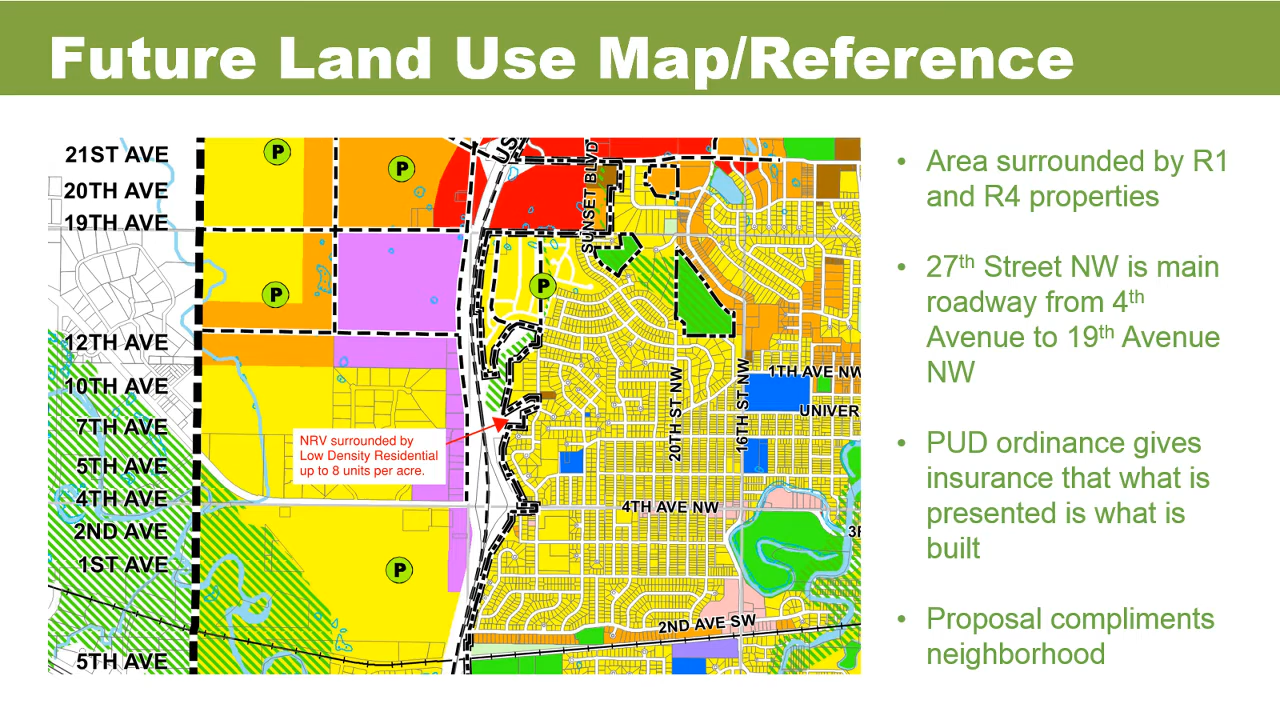 Future Land Use Map/Reference
21ST AVE
20TH AVE
19TH AVE
12TH AVE
10TH AVE
7TH AVE
5TH AVE
4TH AVE
2ND AVE
1ST AVE
5TH AVE
P
P
P
P
P
US
SUNSET BLVD
20TH ST NW
16TH ST NW
1TH AVE NW
UNIVER
4TH AVE NW
3R
2ND AVE SW
NRV surrounded by
Low Density Residential
up to 8 units per acre.
• Area surrounded by R1
and R4 properties
• 27th Street NW is main
roadway from 4th
Avenue to 19th Avenue
NW
• PUD ordinance gives
insurance that what is
presented is what is
built
• Proposal compliments
neighborhood